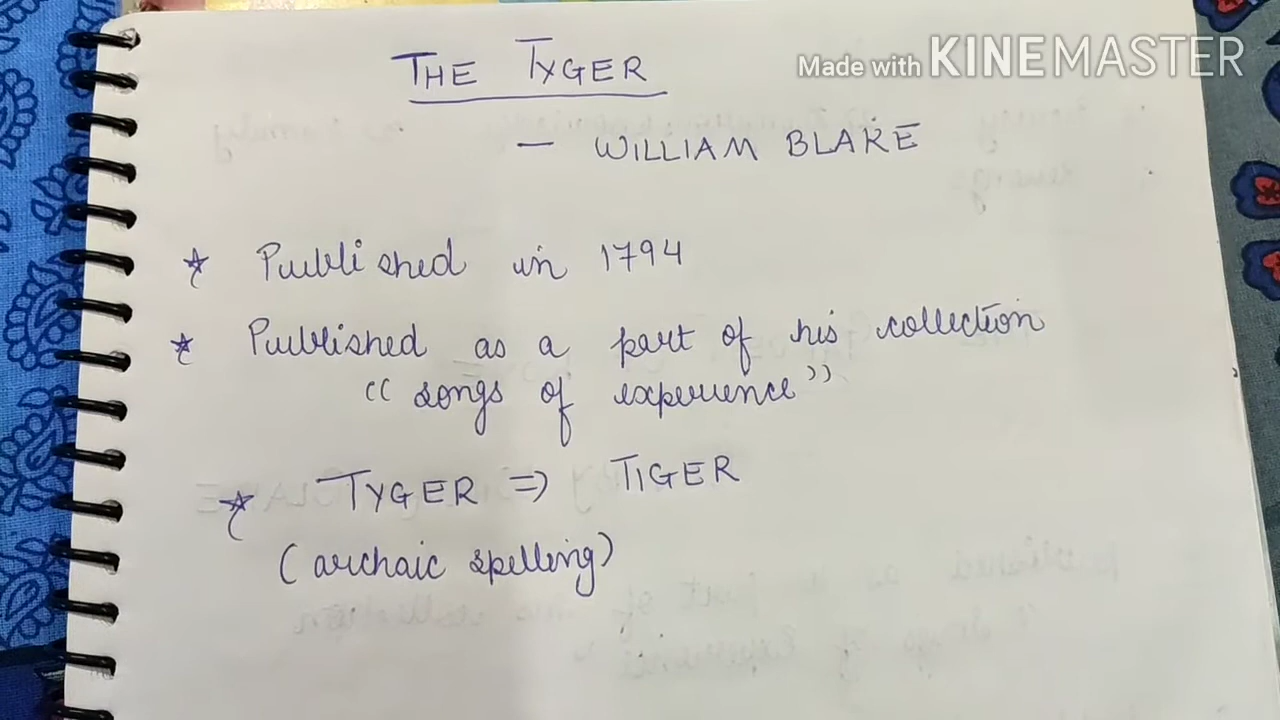 THE TYGER
Made with KINEMASTER
— WILLIAM BLAKE
☆ Published in 1794
☆ Published as a part of his collection
"songs of experience"
☆ TYGER => TIGER
(archaic spelling)